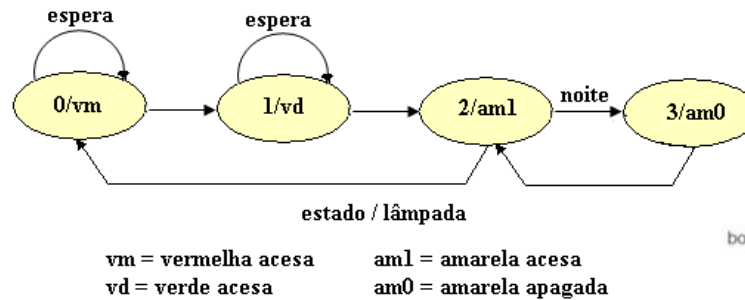 espera
espera
0/vm
1/vd
2/am1
noite
3/am0
estado / lâmpada
vm = vermelha acesa
am1 = amarela acesa
vd = verde acesa
am0 = amarela apagada